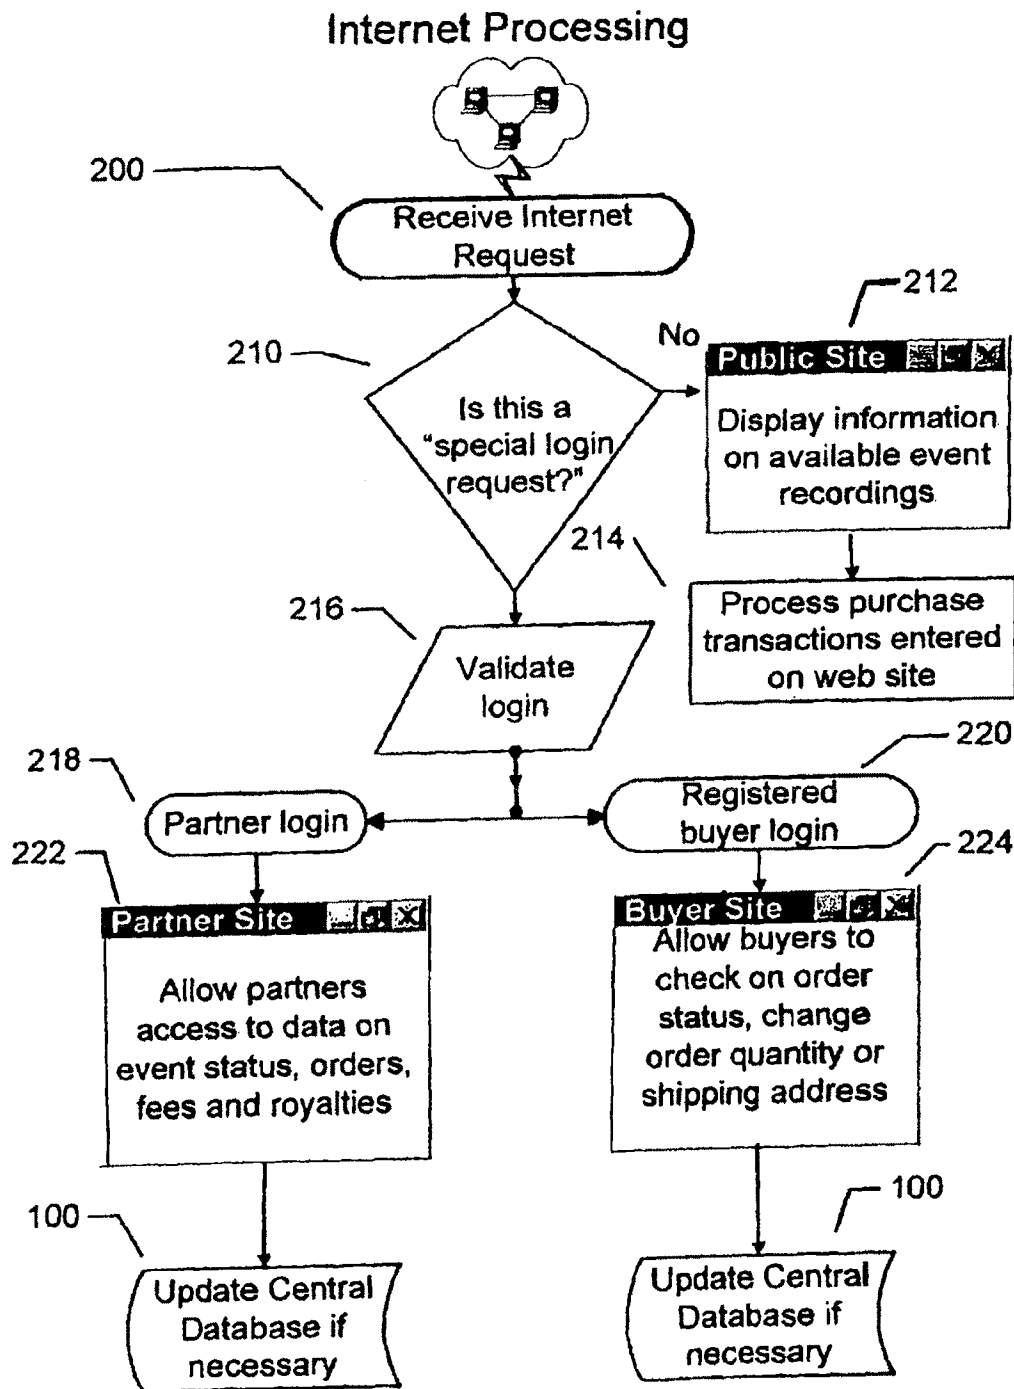 Internet Processing
200
Receive Internet
Request
210
Is this a
“special login
request?”
No
212
Public Site
Display information
on available event
recordings
214
Process purchase
transactions entered
on web site
216
Validate
login
218
Partner login
220
Registered
buyer login
222
Partner Site
Allow partners
access to data on
event status, orders,
fees and royalties
224
Buyer Site
Allow buyers to
check on order
status, change
order quantity or
shipping address
100
Update Central
Database if
necessary
100
Update Central
Database if
necessary